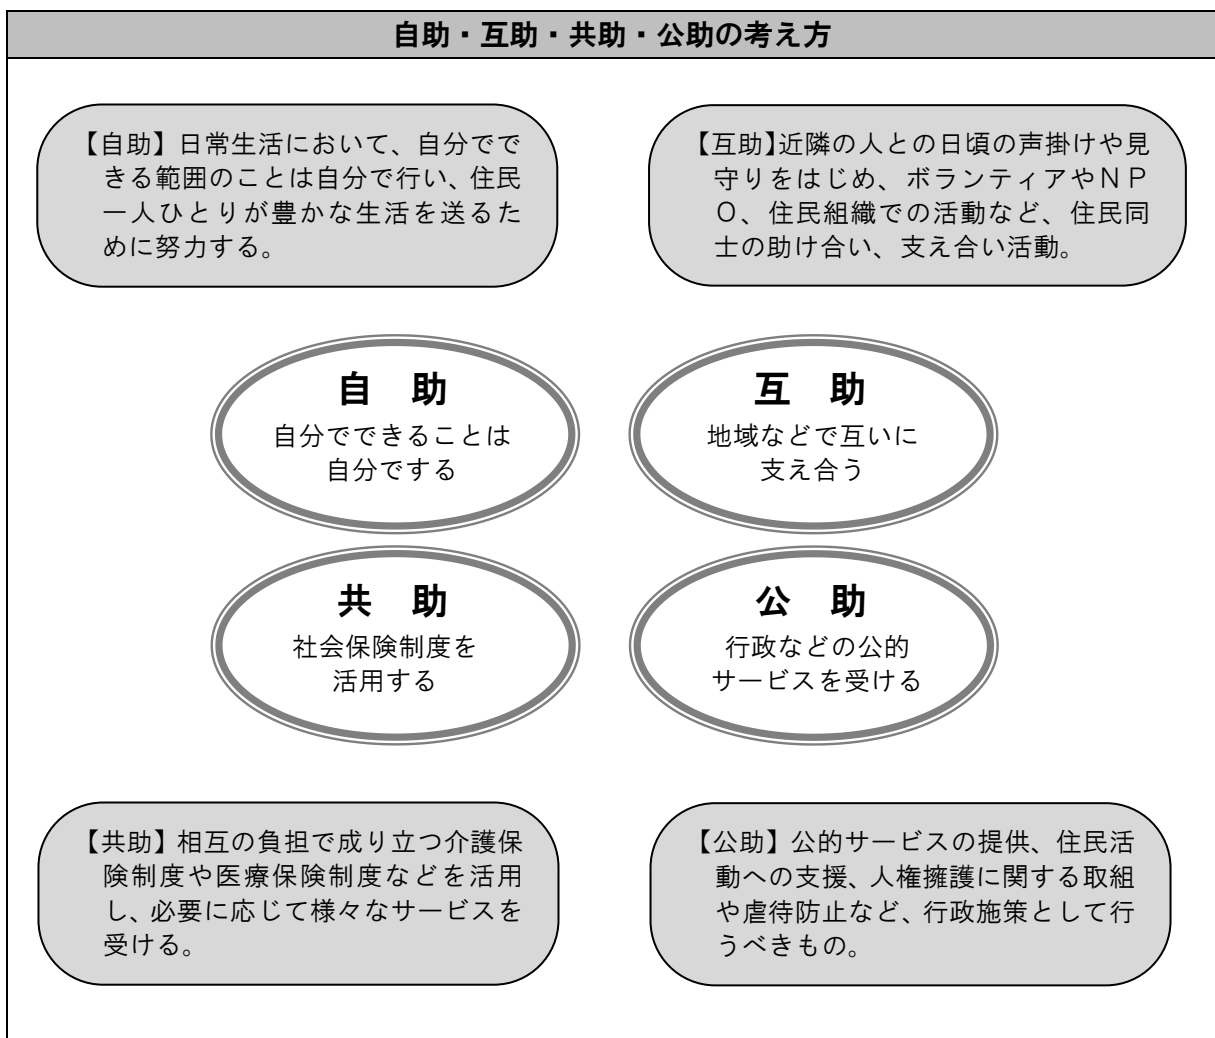 自助・互助・共助・公助の考え方
【自助】日常生活において、自分でで
きる範囲のことは自分で行い、住民
一人ひとりが豊かな生活を送るた
めに努力する。
【互助】近隣の人との日頃の声掛けや見
守りをはじめ、ボランティアやＮＰ
Ｏ、住民組織での活動など、住民同
士の助け合い、支え合い活動。
自　助
自分でできることは
自分でする
互　助
地域などで互いに
支え合う
共　助
社会保険制度を
活用する
公　助
行政などの公的
サービスを受ける
【共助】相互の負担で成り立つ介護保
険制度や医療保険制度などを活用
し、必要に応じて様々なサービスを
受ける。
【公助】公的サービスの提供、住民活
動への支援、人権擁護に関する取組
や虐待防止など、行政施策として行
うべきもの。